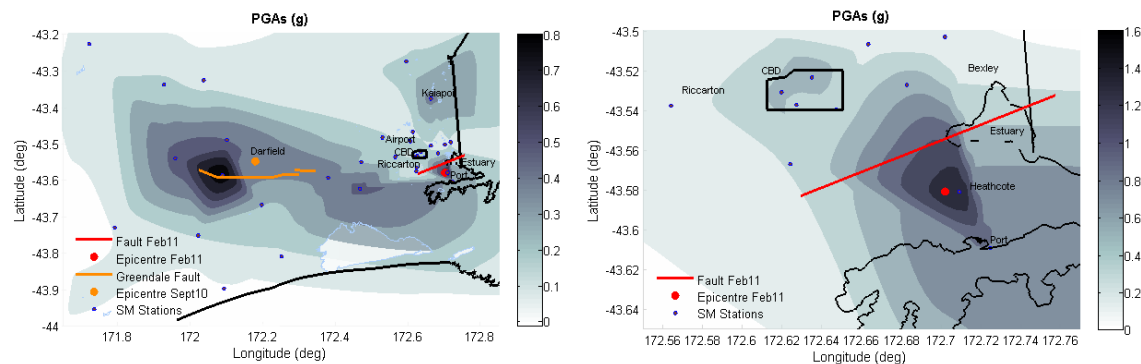 PGAs (g)
-43.2
-43.3
-43.4
-43.5
-43.6
-43.7
-43.8
-43.9
-44
Latitude (deg)
Kaiapoi
Airport
Darfield
CBD
Riccarton
Estuary
Port
Fault Feb11
Epicentre Feb11
Greendale Fault
Epicentre Sept10
SM Stations
171.8 172 172.2 172.4 172.6 172.8
Longitude (deg)
0.8
0.7
0.6
0.5
0.4
0.3
0.2
0.1
0
PGAs (g)
-43.5
-43.52
-43.54
-43.56
-43.58
-43.6
-43.62
-43.64
Latitude (deg)
CBD
Bexley
Riccarton
Estuary
Heathcote
Port
Fault Feb11
Epicentre Feb11
SM Stations
172.56 172.58 172.6 172.62 172.64 172.66 172.68 172.7 172.72 172.74 172.76
Longitude (deg)
1.6
1.4
1.2
1
0.8
0.6
0.4
0.2
0